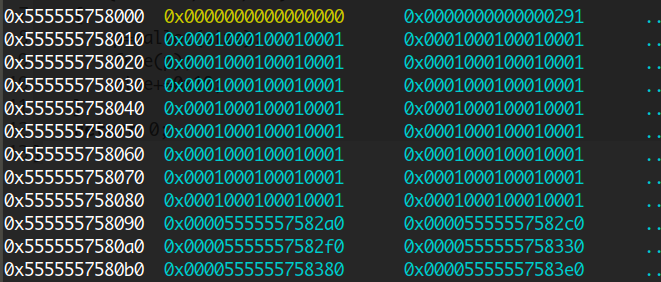 0x555555758000 0x0000000000000000 0x0000000000000291 ..
0x555555758010 0x0001000100010001 0x0001000100010001 ..
0x555555758020 0x0001000100010001 0x0001000100010001 ..
0x555555758030 0x0001000100010001 0x0001000100010001 ..
0x555555758040 0x0001000100010001 0x0001000100010001 ..
0x555555758050 0x0001000100010001 0x0001000100010001 ..
0x555555758060 0x0001000100010001 0x0001000100010001 ..
0x555555758070 0x0001000100010001 0x0001000100010001 ..
0x555555758080 0x0001000100010001 0x0001000100010001 ..
0x555555758090 0x00005555557582a0 0x00005555557582c0 ..
0x5555557580a0 0x00005555557582f0 0x0000555555758330 ..
0x5555557580b0 0x0000555555758380 0x00005555557583e0 ..